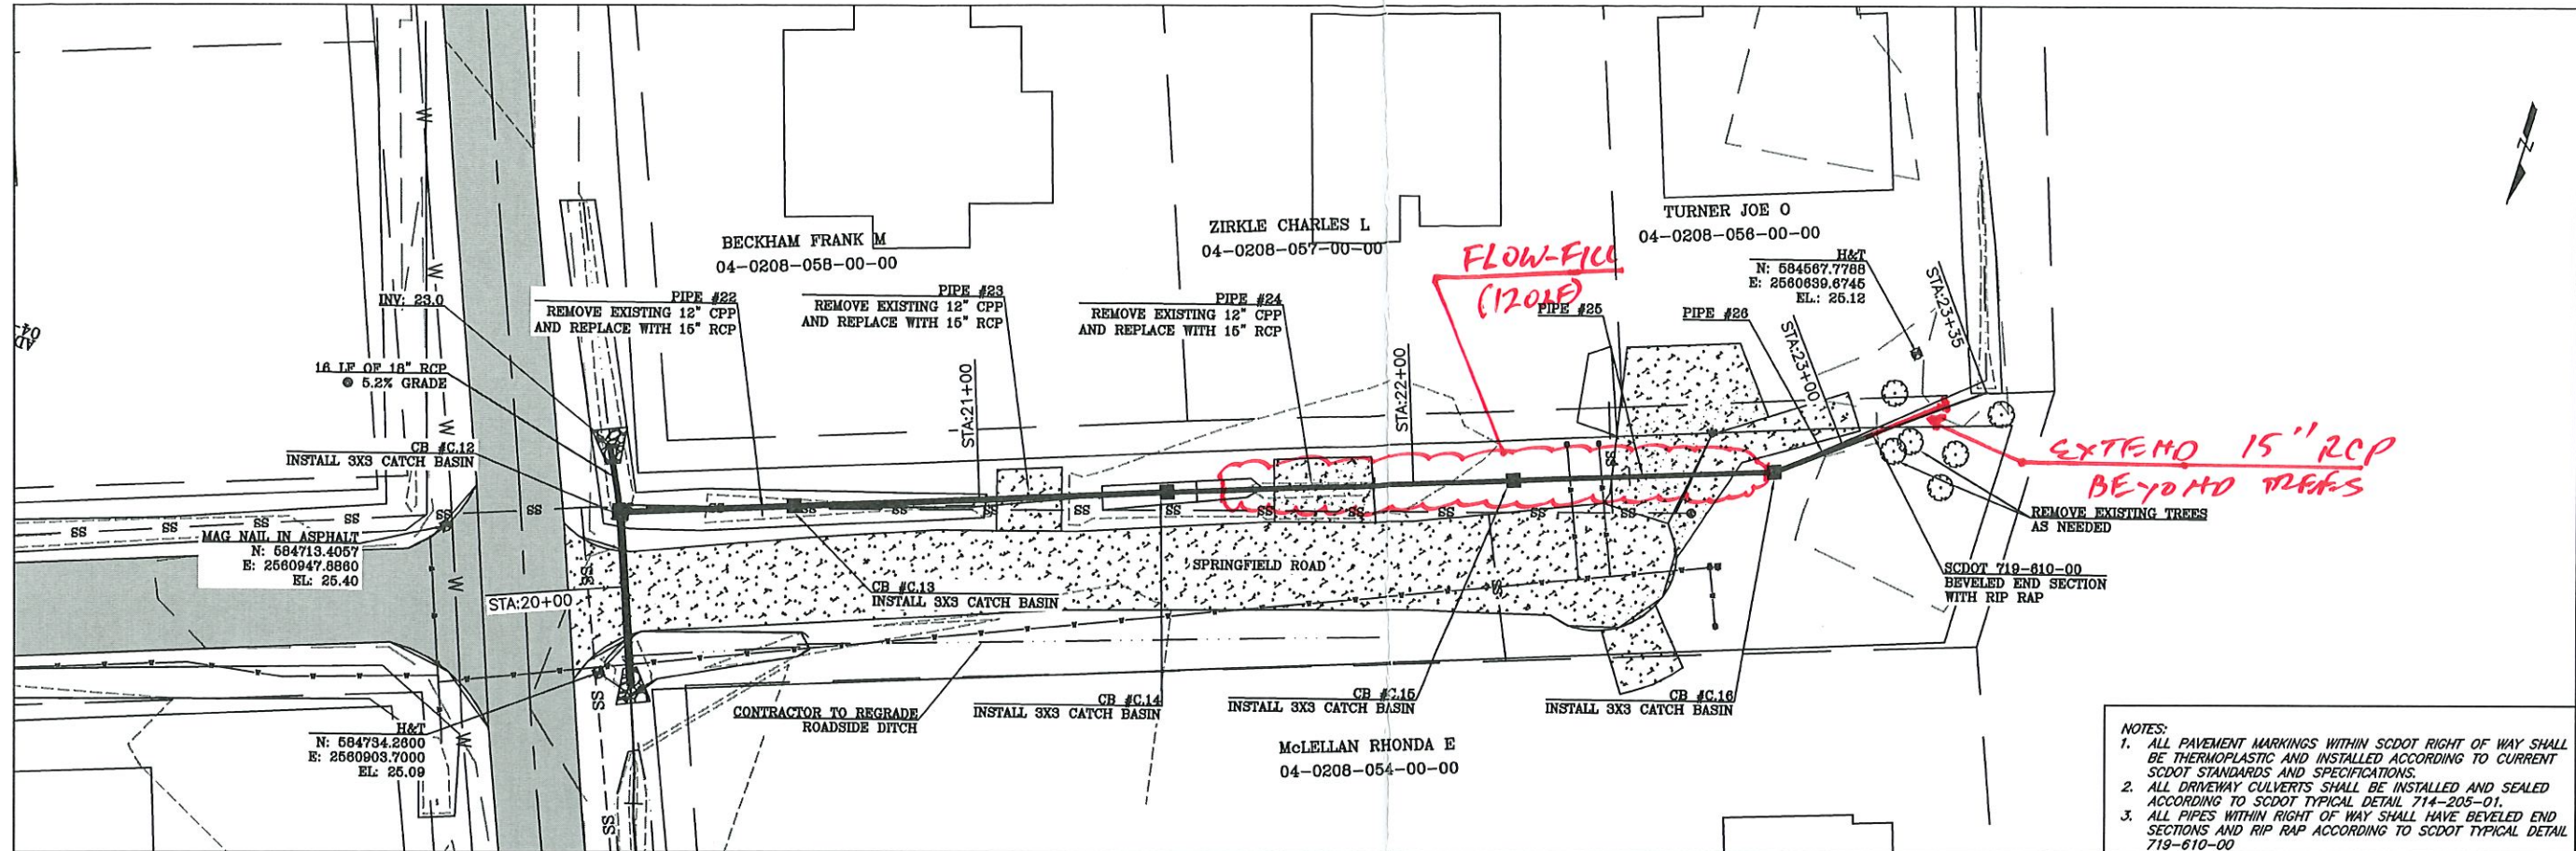 BECKHAM FRANK M
04-0208-058-00-00
ZIRKLE CHARLES L
04-0208-057-00-00
TURNER JOE O
04-0208-056-00-00
FLOW-FILL
(120LF)
H&T
N: 584567.7788
E: 2560639.6745
EL.: 25.12
STA:23+35
N
INV: 23.0
PIPE #22
REMOVE EXISTING 12" CPP
AND REPLACE WITH 15" RCP
PIPE #23
REMOVE EXISTING 12" CPP
AND REPLACE WITH 15" RCP
PIPE #24
REMOVE EXISTING 12" CPP
AND REPLACE WITH 15" RCP
PIPE #25
PIPE #26
STA:23+00
16 LF OF 18" RCP
@ 5.2% GRADE
STA:21+00
STA:22+00
CB #C.12
INSTALL 3X3 CATCH BASIN
EXTEND 15" RCP
BEYOND TREES
REMOVE EXISTING TREES
AS NEEDED
MAG NAIL IN ASPHALT
N: 584713.4057
E: 2560947.8860
EL: 25.40
SPRINGFIELD ROAD
SCDOT 719-610-00
BEVELED END SECTION
WITH RIP RAP
STA:20+00
CB #C.13
INSTALL 3X3 CATCH BASIN
CONTRACTOR TO REGRADE
ROADSIDE DITCH
CB #C.14
INSTALL 3X3 CATCH BASIN
CB #C.15
INSTALL 3X3 CATCH BASIN
CB #C.16
INSTALL 3X3 CATCH BASIN
H&T
N: 584734.2600
E: 2560903.7000
EL: 25.09
McLELLAN RHONDA E
04-0208-054-00-00
NOTES:
1. ALL PAVEMENT MARKINGS WITHIN SCDOT RIGHT OF WAY SHALL
BE THERMOPLASTIC AND INSTALLED ACCORDING TO CURRENT
SCDOT STANDARDS AND SPECIFICATIONS.
2. ALL DRIVEWAY CULVERTS SHALL BE INSTALLED AND SEALED
ACCORDING TO SCDOT TYPICAL DETAIL 714-205-01.
3. ALL PIPES WITHIN RIGHT OF WAY SHALL HAVE BEVELED END
SECTIONS AND RIP RAP ACCORDING TO SCDOT TYPICAL DETAIL
719-610-00